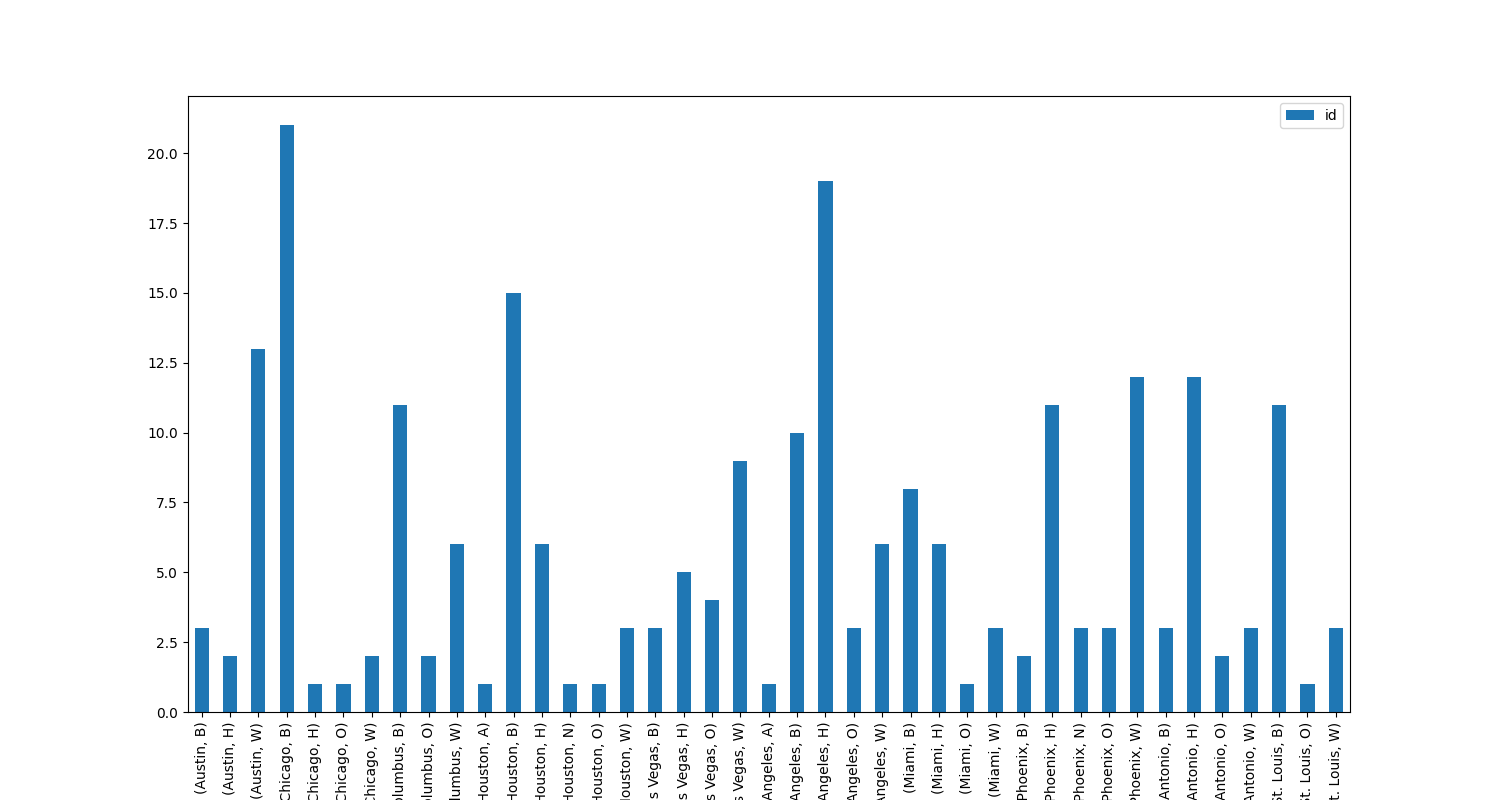 id
20.0
17.5
15.0
12.5
10.0
7.5
5.0
2.5
0.0
(Austin, B)
(Austin, H)
(Austin, W)
Chicago, B)
Chicago, H)
Chicago, O)
Chicago, W)
olumbus, B)
olumbus, O)
lumbus, W)
Houston, A)
Houston, B)
Houston, H)
Houston, N)
Houston, O)
Houston, W)
s Vegas, B)
s Vegas, H)
s Vegas, O)
s Vegas, W)
Angeles, A)
Angeles, B)
Angeles, H)
Angeles, O)
Angeles, W)
(Miami, B)
(Miami, H)
(Miami, O)
(Miami, W)
Phoenix, B)
Phoenix, H)
Phoenix, N)
Phoenix, O)
Phoenix, W)
Antonio, B)
Antonio, H)
Antonio, O)
Antonio, W)
St. Louis, B)
St. Louis, O)
t. Louis, W)